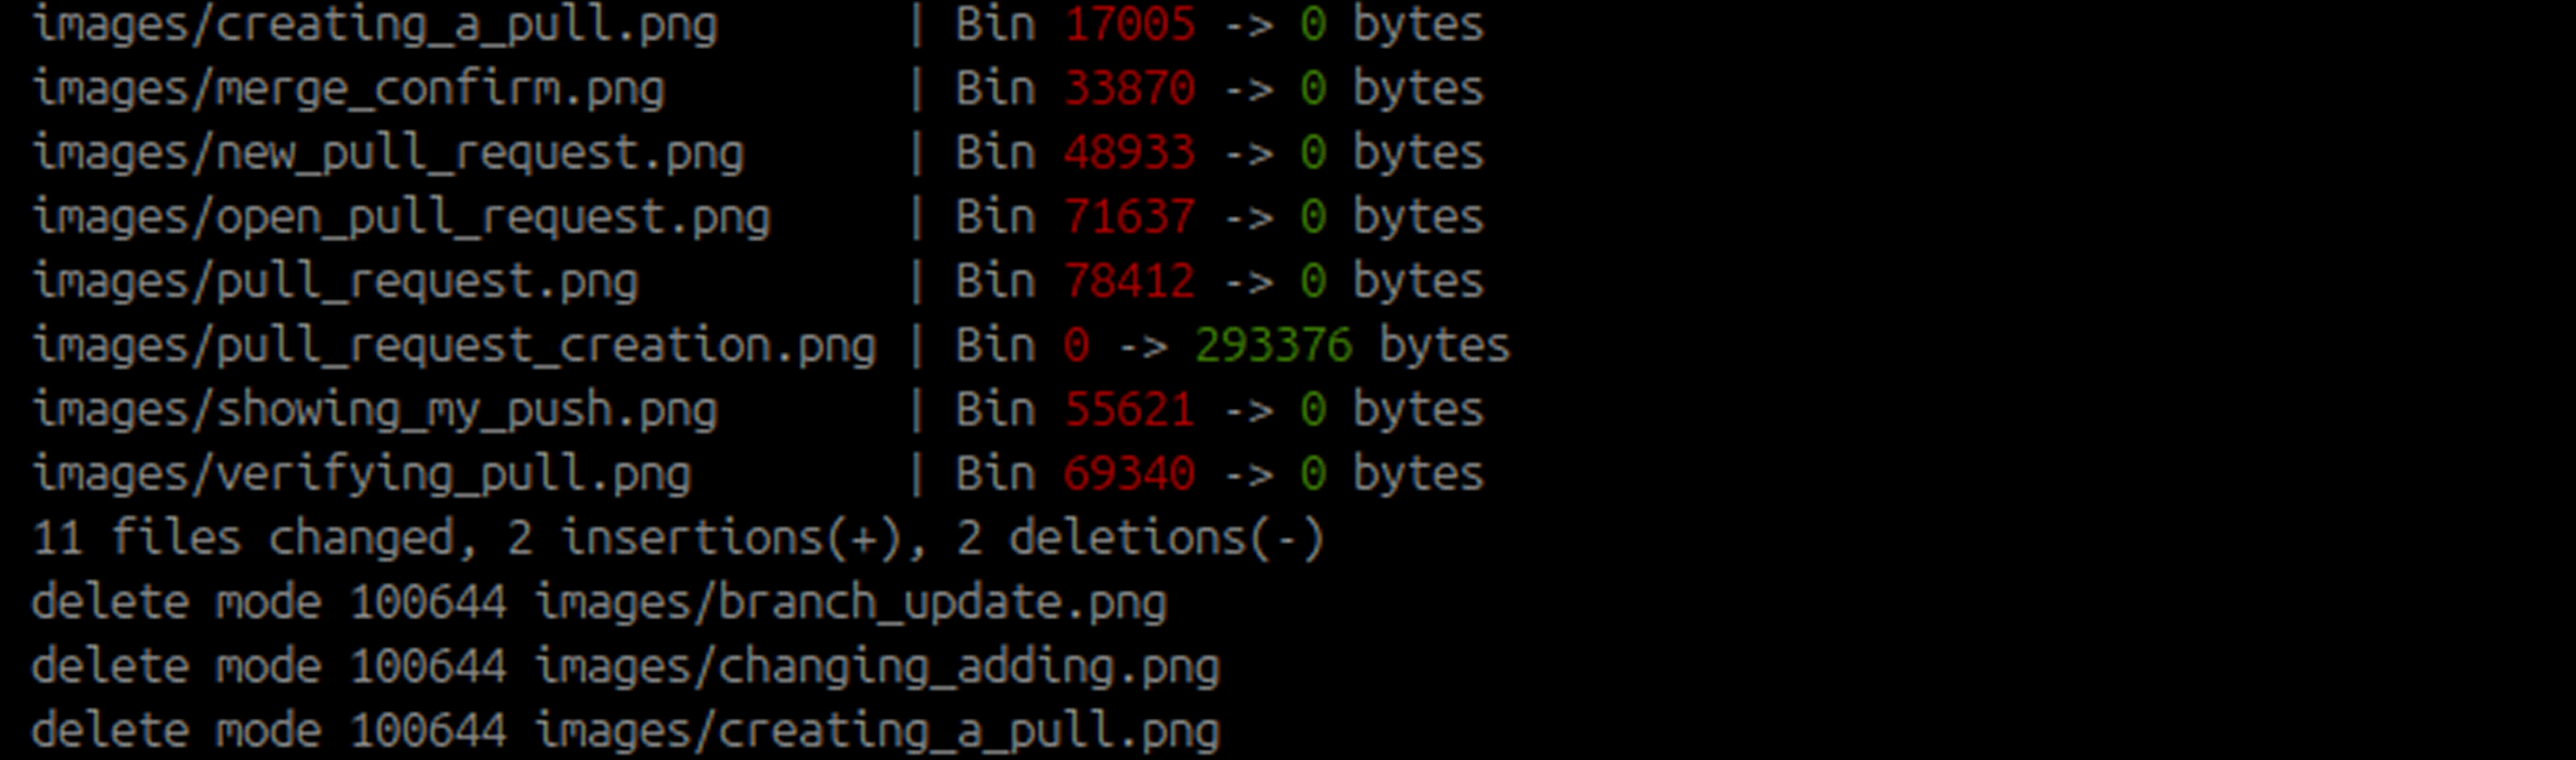 images/creating_a_pull.png | Bin 17005 -> 0 bytes
images/merge_confirm.png | Bin 33870 -> 0 bytes
images/new_pull_request.png | Bin 48933 -> 0 bytes
images/open_pull_request.png | Bin 71637 -> 0 bytes
images/pull_request.png | Bin 78412 -> 0 bytes
images/pull_request_creation.png | Bin 0 -> 293376 bytes
images/showing_my_push.png | Bin 55621 -> 0 bytes
images/verifying_pull.png | Bin 69340 -> 0 bytes
11 files changed, 2 insertions(+), 2 deletions(-)
delete mode 100644 images/branch_update.png
delete mode 100644 images/changing_adding.png
delete mode 100644 images/creating_a_pull.png